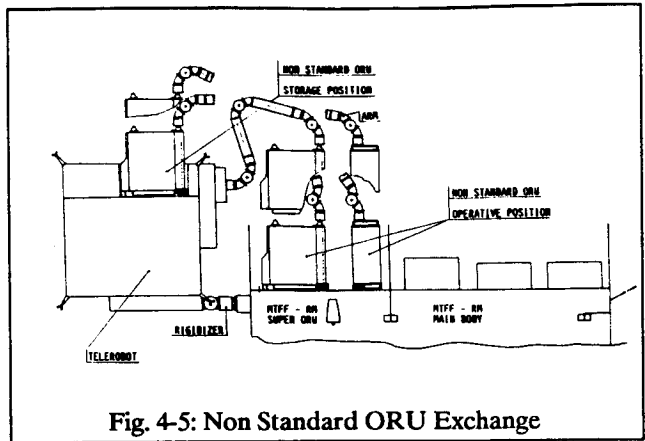 NON STANDARD ORU
STORAGE POSITION
ARM
NON STANDARD ORU
OPERATIVE POSITION
MTFF - RM
SUPER ORU
MTFF - RM
MAIN BODY
RIGIDIZER
TELEROBOT
Fig. 4-5: Non Standard ORU Exchange